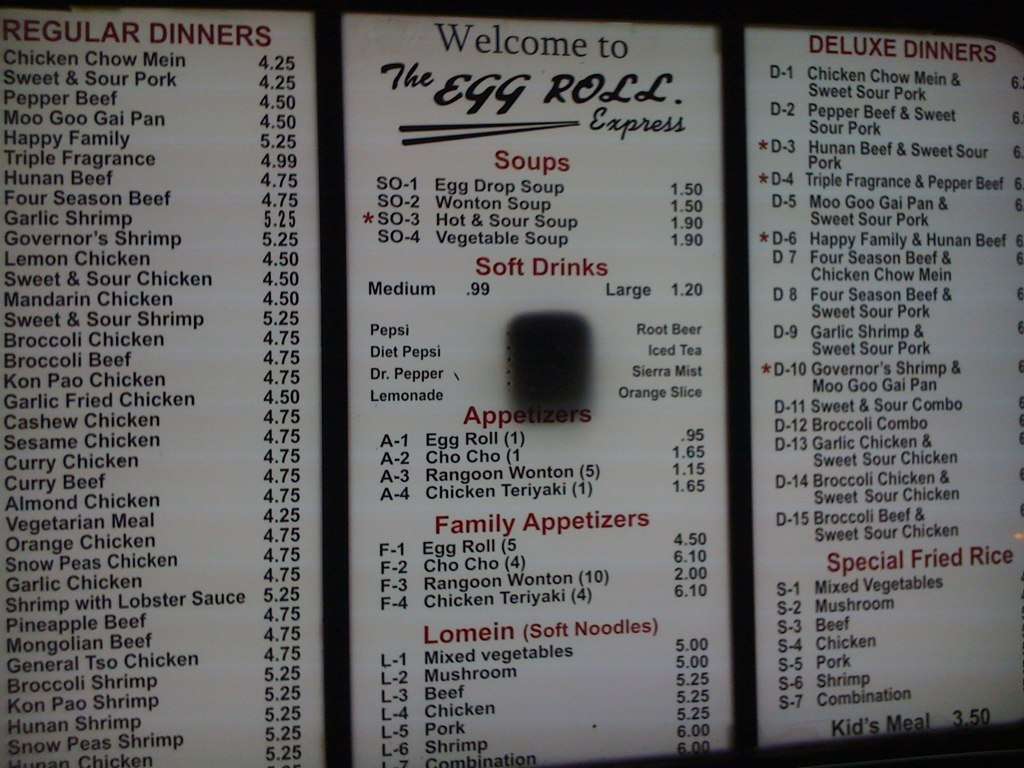 REGULAR DINNERS
Chicken Chow Mein 4.25
Sweet & Sour Pork 4.25
Pepper Beef 4.50
Moo Goo Gai Pan 4.50
Happy Family 5.25
Triple Fragrance 4.99
Hunan Beef 4.75
Four Season Beef 4.75
Garlic Shrimp 5.25
Governor's Shrimp 5.25
Lemon Chicken 4.50
Sweet & Sour Chicken 4.50
Mandarin Chicken 4.50
Sweet & Sour Shrimp 5.25
Broccoli Chicken 4.75
Broccoli Beef 4.75
Kon Pao Chicken 4.75
Garlic Fried Chicken 4.50
Cashew Chicken 4.75
Sesame Chicken 4.75
Curry Chicken 4.75
Curry Beef 4.75
Almond Chicken 4.75
Vegetarian Meal 4.25
Orange Chicken 4.75
Snow Peas Chicken 4.75
Garlic Chicken 4.75
Shrimp with Lobster Sauce 5.25
Pineapple Beef 4.75
Mongolian Beef 4.75
General Tso Chicken 4.75
Broccoli Shrimp 5.25
Kon Pao Shrimp 5.25
Hunan Shrimp 5.25
Snow Peas Shrimp 5.25
Hunan Chicken
Welcome to
The EGG ROLL.
Express
Soups
SO-1 Egg Drop Soup 1.50
SO-2 Wonton Soup 1.50
* SO-3 Hot & Sour Soup 1.90
SO-4 Vegetable Soup 1.90
Soft Drinks
Medium .99 Large 1.20
Pepsi Root Beer
Diet Pepsi Iced Tea
Dr. Pepper Sierra Mist
Lemonade Orange Slice
Appetizers
A-1 Egg Roll (1) .95
A-2 Cho Cho (1 1.65
A-3 Rangoon Wonton (5) 1.15
A-4 Chicken Teriyaki (1) 1.65
Family Appetizers
F-1 Egg Roll (5 4.50
F-2 Cho Cho (4) 6.10
F-3 Rangoon Wonton (10) 2.00
F-4 Chicken Teriyaki (4) 6.10
Lomein (Soft Noodles)
L-1 Mixed vegetables 5.00
L-2 Mushroom 5.00
L-3 Beef 5.25
L-4 Chicken 5.25
L-5 Pork 5.25
L-6 Shrimp 6.00
L-7 Combination 6.00
DELUXE DINNERS
D-1 Chicken Chow Mein &
Sweet Sour Pork
D-2 Pepper Beef & Sweet
Sour Pork
* D-3 Hunan Beef & Sweet Sour
Pork
* D-4 Triple Fragrance & Pepper Beef
D-5 Moo Goo Gai Pan &
Sweet Sour Pork
* D-6 Happy Family & Hunan Beef
D 7 Four Season Beef &
Chicken Chow Mein
D 8 Four Season Beef &
Sweet Sour Pork
D-9 Garlic Shrimp &
Sweet Sour Pork
* D-10 Governor's Shrimp &
Moo Goo Gai Pan
D-11 Sweet & Sour Combo
D-12 Broccoli Combo
D-13 Garlic Chicken &
Sweet Sour Chicken
D-14 Broccoli Chicken &
Sweet Sour Chicken
D-15 Broccoli Beef &
Sweet Sour Chicken
Special Fried Rice
S-1 Mixed Vegetables
S-2 Mushroom
S-3 Beef
S-4 Chicken
S-5 Pork
S-6 Shrimp
S-7 Combination
Kid's Meal 3.50